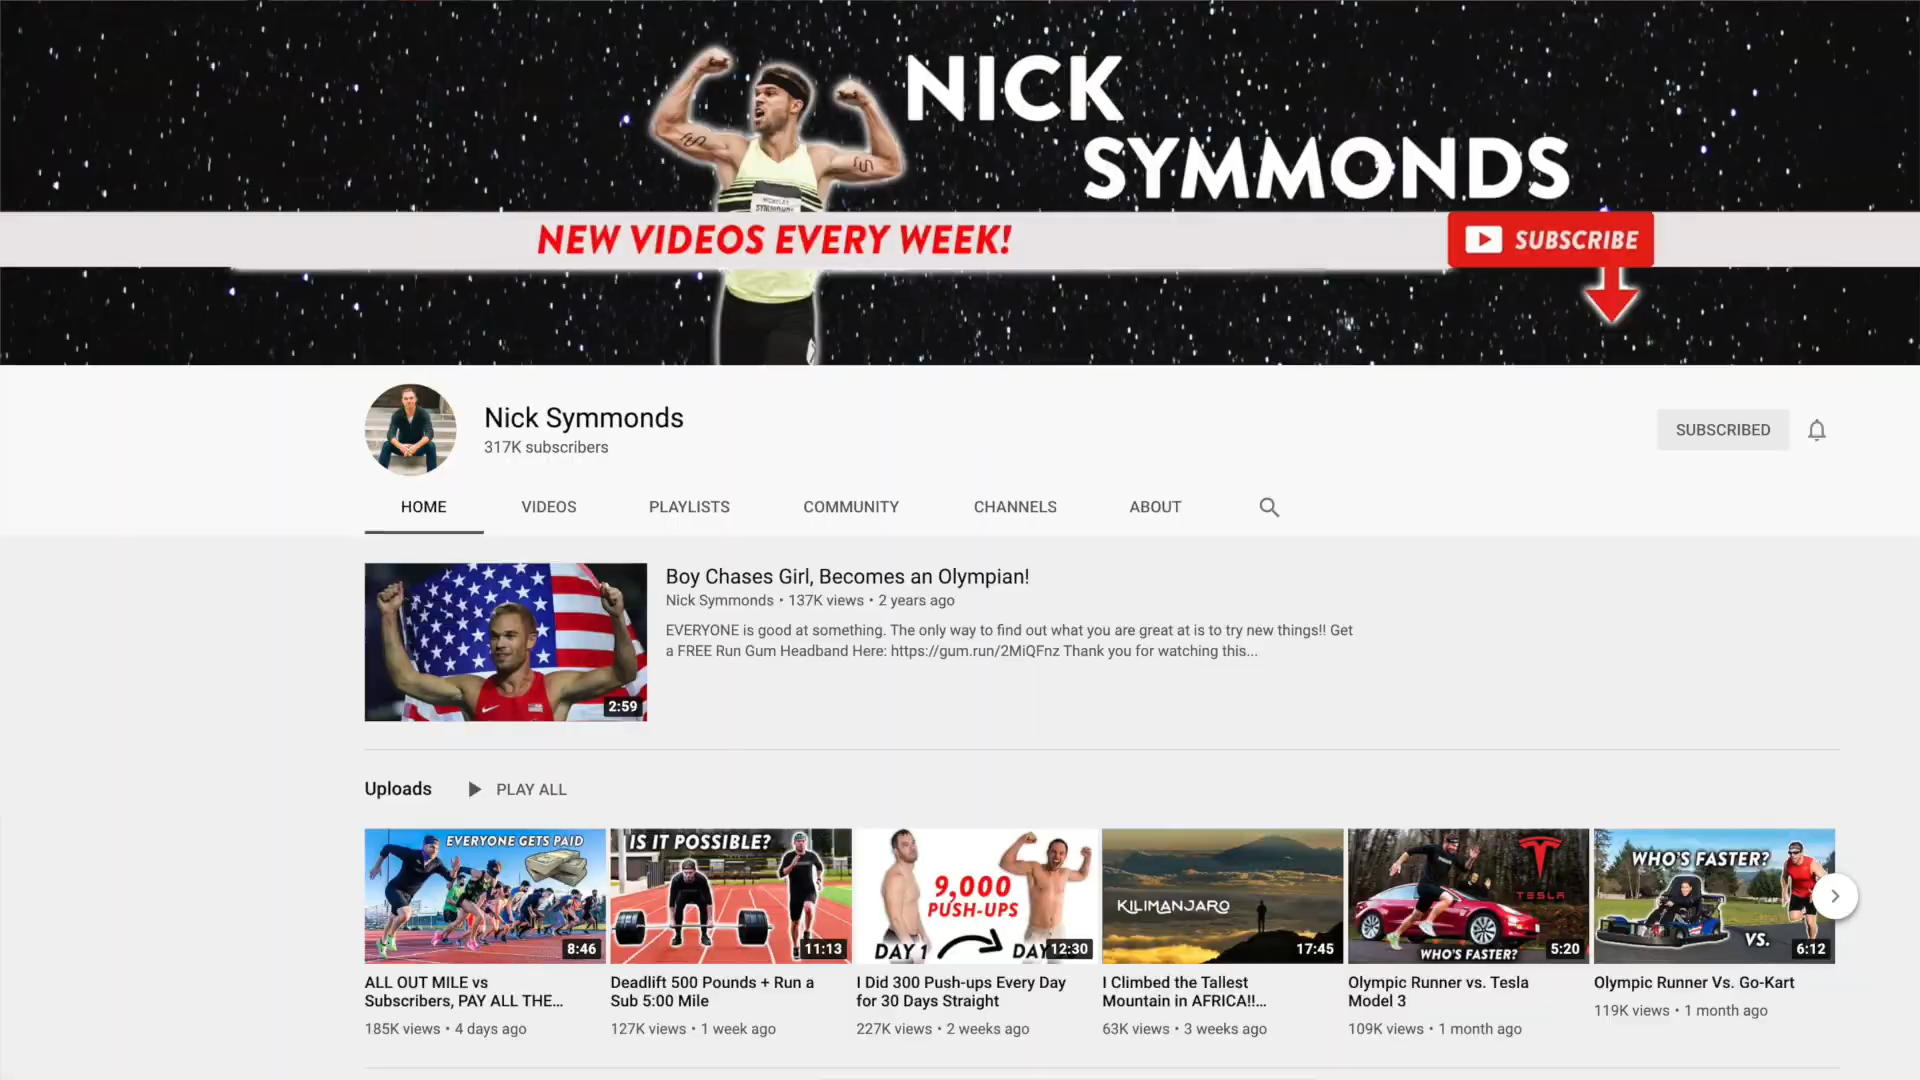 NICK
SYMMONDS
SYMMONDS
NEW VIDEOS EVERY WEEK!
SUBSCRIBE
Nick Symmonds
317K subscribers
SUBSCRIBED
HOME
VIDEOS
PLAYLISTS
COMMUNITY
CHANNELS
ABOUT
Boy Chases Girl, Becomes an Olympian!
Nick Symmonds • 137K views • 2 years ago
EVERYONE is good at something. The only way to find out what you are great at is to try new things!! Get
a FREE Run Gum Headband Here: https://gum.run/2MiQFnz Thank you for watching this...
2:59
Uploads
PLAY ALL
EVERYONE GETS PAID
8:46
ALL OUT MILE vs
Subscribers, PAY ALL THE...
185K views • 4 days ago
IS IT POSSIBLE?
11:13
Deadlift 500 Pounds + Run a
Sub 5:00 Mile
127K views • 1 week ago
9,000
PUSH-UPS
DAY 1
DAY
12:30
I Did 300 Push-ups Every Day
for 30 Days Straight
227K views • 2 weeks ago
KILIMANJARO
17:45
I Climbed the Tallest
Mountain in AFRICA!!...
63K views • 3 weeks ago
TESLA
WHO'S FASTER?
5:20
Olympic Runner vs. Tesla
Model 3
109K views • 1 month ago
WHO'S FASTER?
VS.
6:12
Olympic Runner Vs. Go-Kart
119K views • 1 month ago